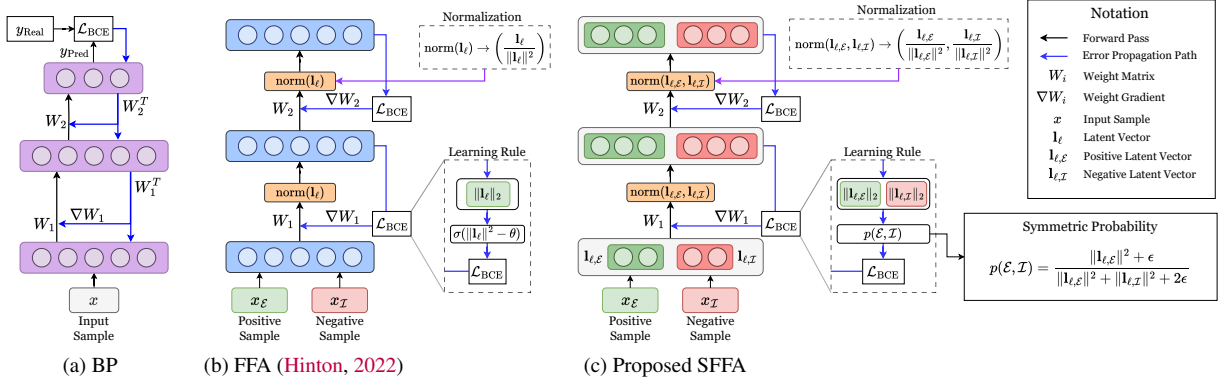 y_Real
L_BCE
y_Pred
W_2
W_2^T
W_1^T
W_1
∇W_1
x
Input
Sample
(a) BP
Normalization
norm(l_ℓ) → (l_ℓ / ‖l_ℓ‖²)
norm(l_ℓ)
W_2
∇W_2
L_BCE
norm(l_ℓ)
W_1
∇W_1
L_BCE
Learning Rule
‖l_ℓ‖_2
σ(‖l_ℓ‖² − θ)
L_BCE
x_ℰ
x_ℐ
Positive
Sample
Negative
Sample
(b) FFA (Hinton, 2022)
Normalization
norm(l_ℓ,ℰ, l_ℓ,ℐ) → (l_ℓ,ℰ / ‖l_ℓ,ℰ‖², l_ℓ,ℐ / ‖l_ℓ,ℐ‖²)
norm(l_ℓ,ℰ, l_ℓ,ℐ)
W_2
∇W_2
L_BCE
norm(l_ℓ,ℰ, l_ℓ,ℐ)
W_1
∇W_1
L_BCE
l_ℓ,ℰ
l_ℓ,ℐ
Learning Rule
‖l_ℓ,ℰ‖_2 ‖l_ℓ,ℐ‖_2
p(ℰ, ℐ)
L_BCE
x_ℰ
x_ℐ
Positive
Sample
Negative
Sample
(c) Proposed SFFA
Notation
Forward Pass
Error Propagation Path
W_i Weight Matrix
∇W_i Weight Gradient
x Input Sample
l_ℓ Latent Vector
l_ℓ,ℰ Positive Latent Vector
l_ℓ,ℐ Negative Latent Vector
Symmetric Probability
p(ℰ, ℐ) = (‖l_ℓ,ℰ‖² + ϵ) / (‖l_ℓ,ℰ‖² + ‖l_ℓ,ℐ‖² + 2ϵ)